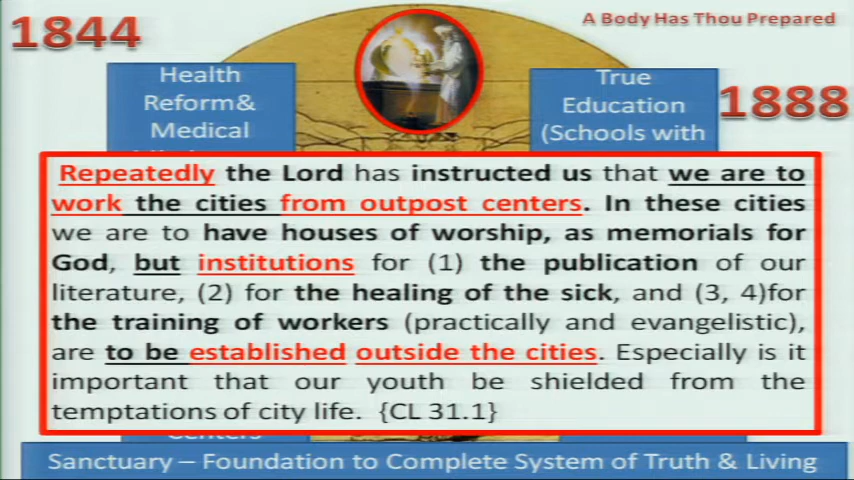 1844
A Body Has Thou Prepared
Health
Reform&
Medical
True
Education
(Schools with
1888
Repeatedly the Lord has instructed us that we are to
work the cities from outpost centers. In these cities
we are to have houses of worship, as memorials for
God, but institutions for (1) the publication of our
literature, (2) for the healing of the sick, and (3, 4)for
the training of workers (practically and evangelistic),
are to be established outside the cities. Especially is it
important that our youth be shielded from the
temptations of city life. {CL 31.1}
Centers
Sanctuary – Foundation to Complete System of Truth & Living